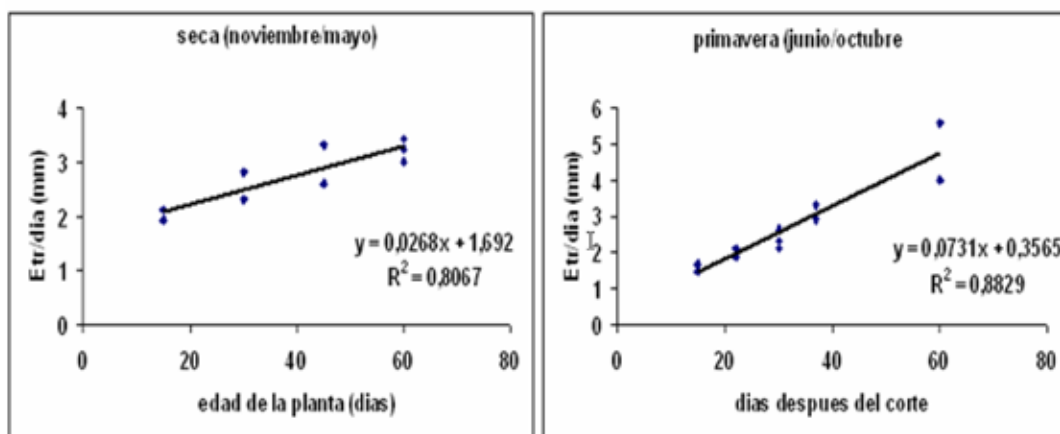 seca (noviembre/mayo)
Etr/dia (mm)
4
3
2
1
0
y = 0,0268x + 1,692
R² = 0,8067
0 20 40 60 80
edad de la planta (dias)
primavera (junio/octubre
Etr/dia (mm)
6
5
4
3
2
1
0
y = 0,0731x + 0,3565
R² = 0,8829
0 20 40 60 80
dias despues del corte